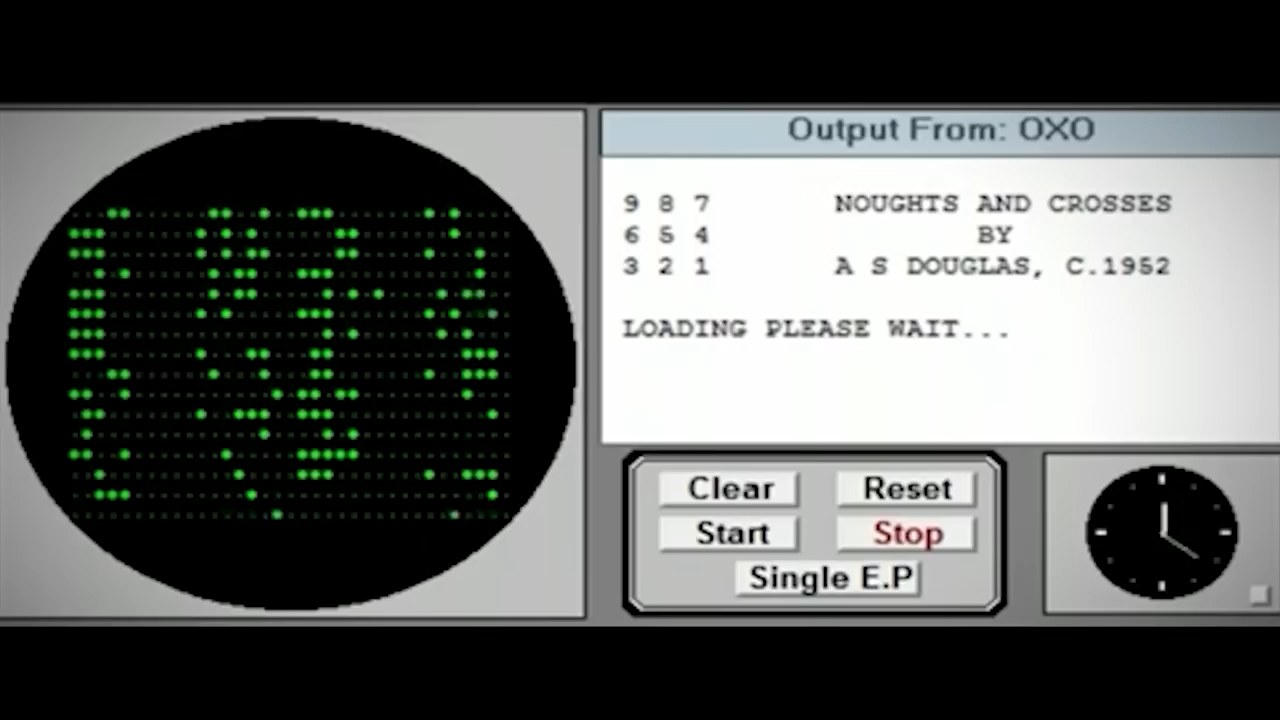 Output From: OXO
9 8 7 NOUGHTS AND CROSSES
6 5 4 BY
3 2 1 A S DOUGLAS, C.1952
LOADING PLEASE WAIT...
Clear Reset
Start Stop
Single E.P